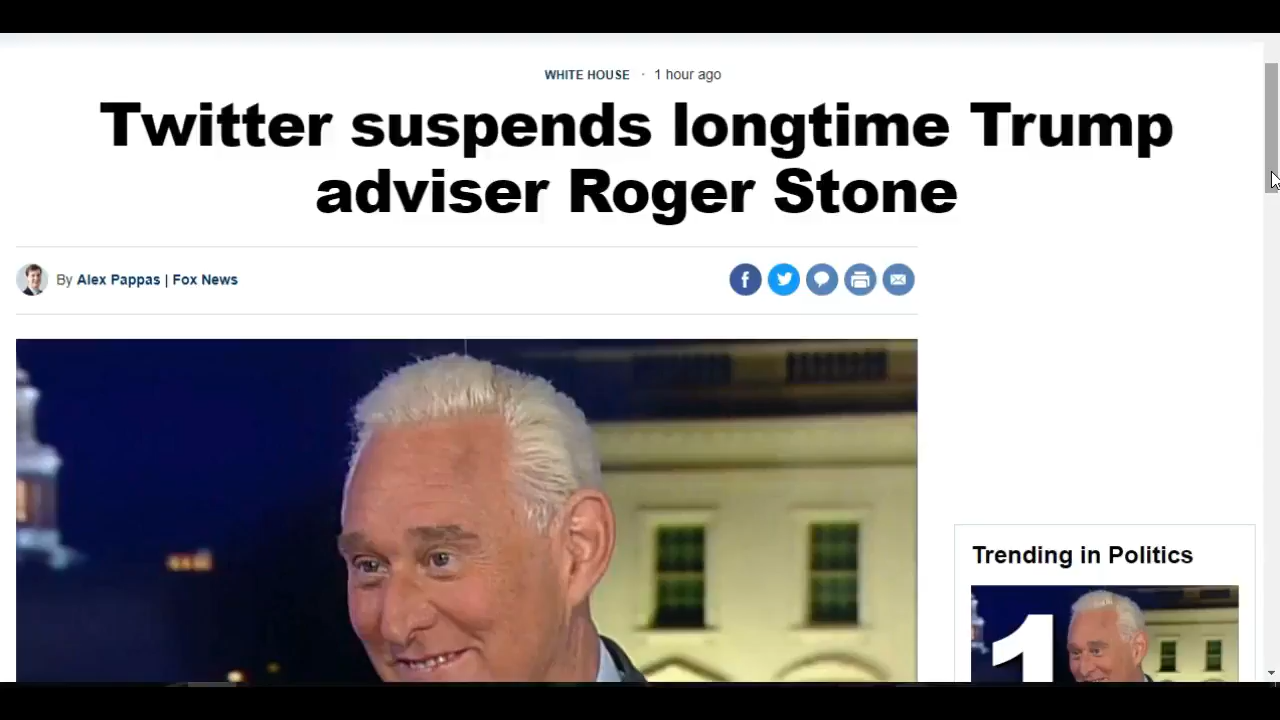 WHITE HOUSE · 1 hour ago
Twitter suspends longtime Trump
adviser Roger Stone
By Alex Pappas | Fox News
Trending in Politics
1